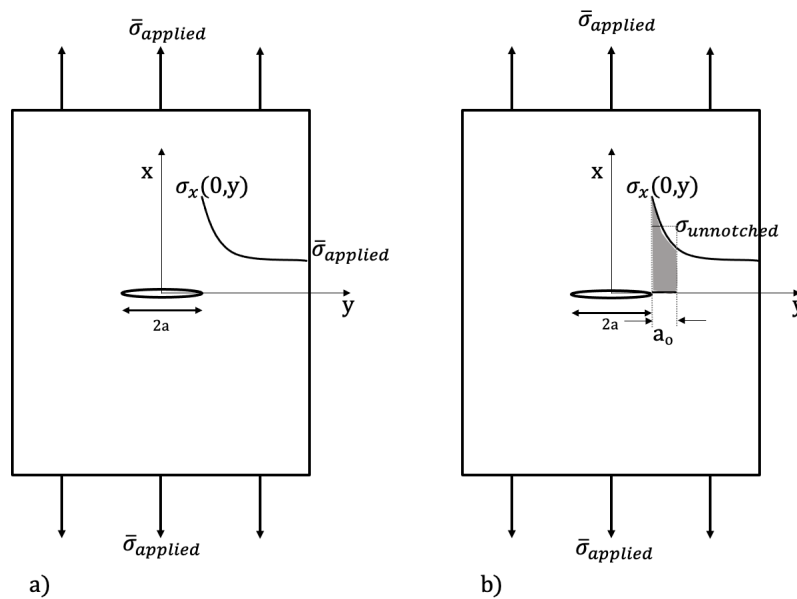 σ̄applied
x
σₓ(0,y)
σ̄applied
y
2a
σ̄applied
a)
σ̄applied
x
σₓ(0,y)
σunnotched
y
2a
aₒ
σ̄applied
b)